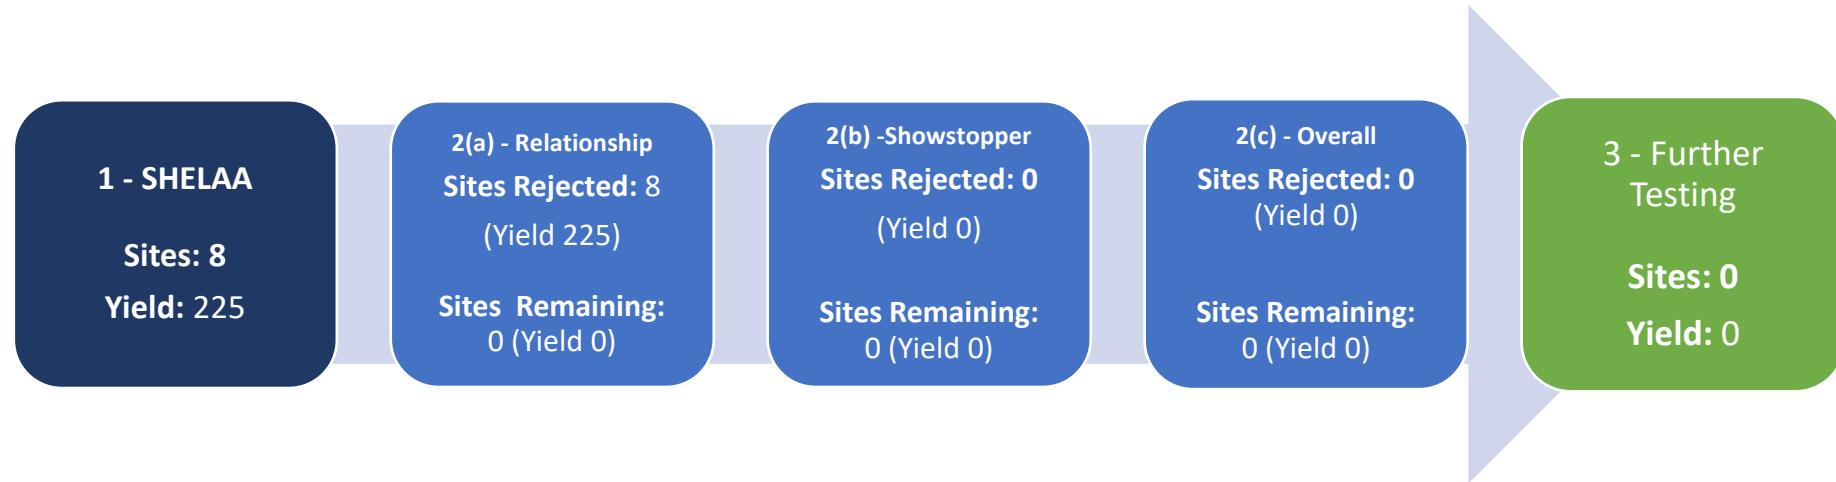 1 - SHELAA
Sites: 8
Yield: 225
2(a) - Relationship
Sites Rejected: 8
(Yield 225)
Sites  Remaining:
0 (Yield 0)
2(b) -Showstopper
Sites Rejected: 0
(Yield 0)
Sites Remaining:
0 (Yield 0)
2(c) - Overall
Sites Rejected: 0
(Yield 0)
Sites Remaining:
0 (Yield 0)
3 - Further
Testing
Sites: 0
Yield: 0